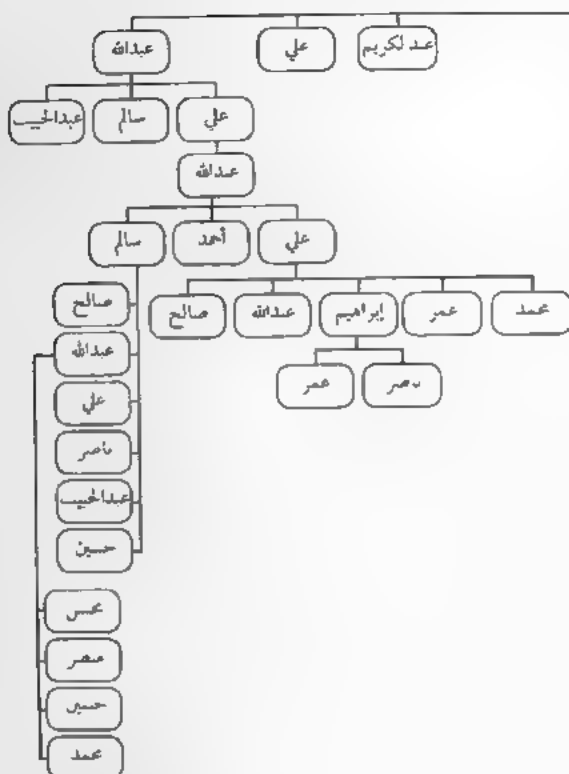 عبدالكريم
علي
عبدالله
علي
سالم
عبدالحبيب
عبدالله
علي
أحمد
سالم
محمد
عمر
إبراهيم
عبدالله
صالح
ناصر
عمر
صالح
عبدالله
علي
ناصر
عبدالحبيب
حسين
محسن
حسين
محمد